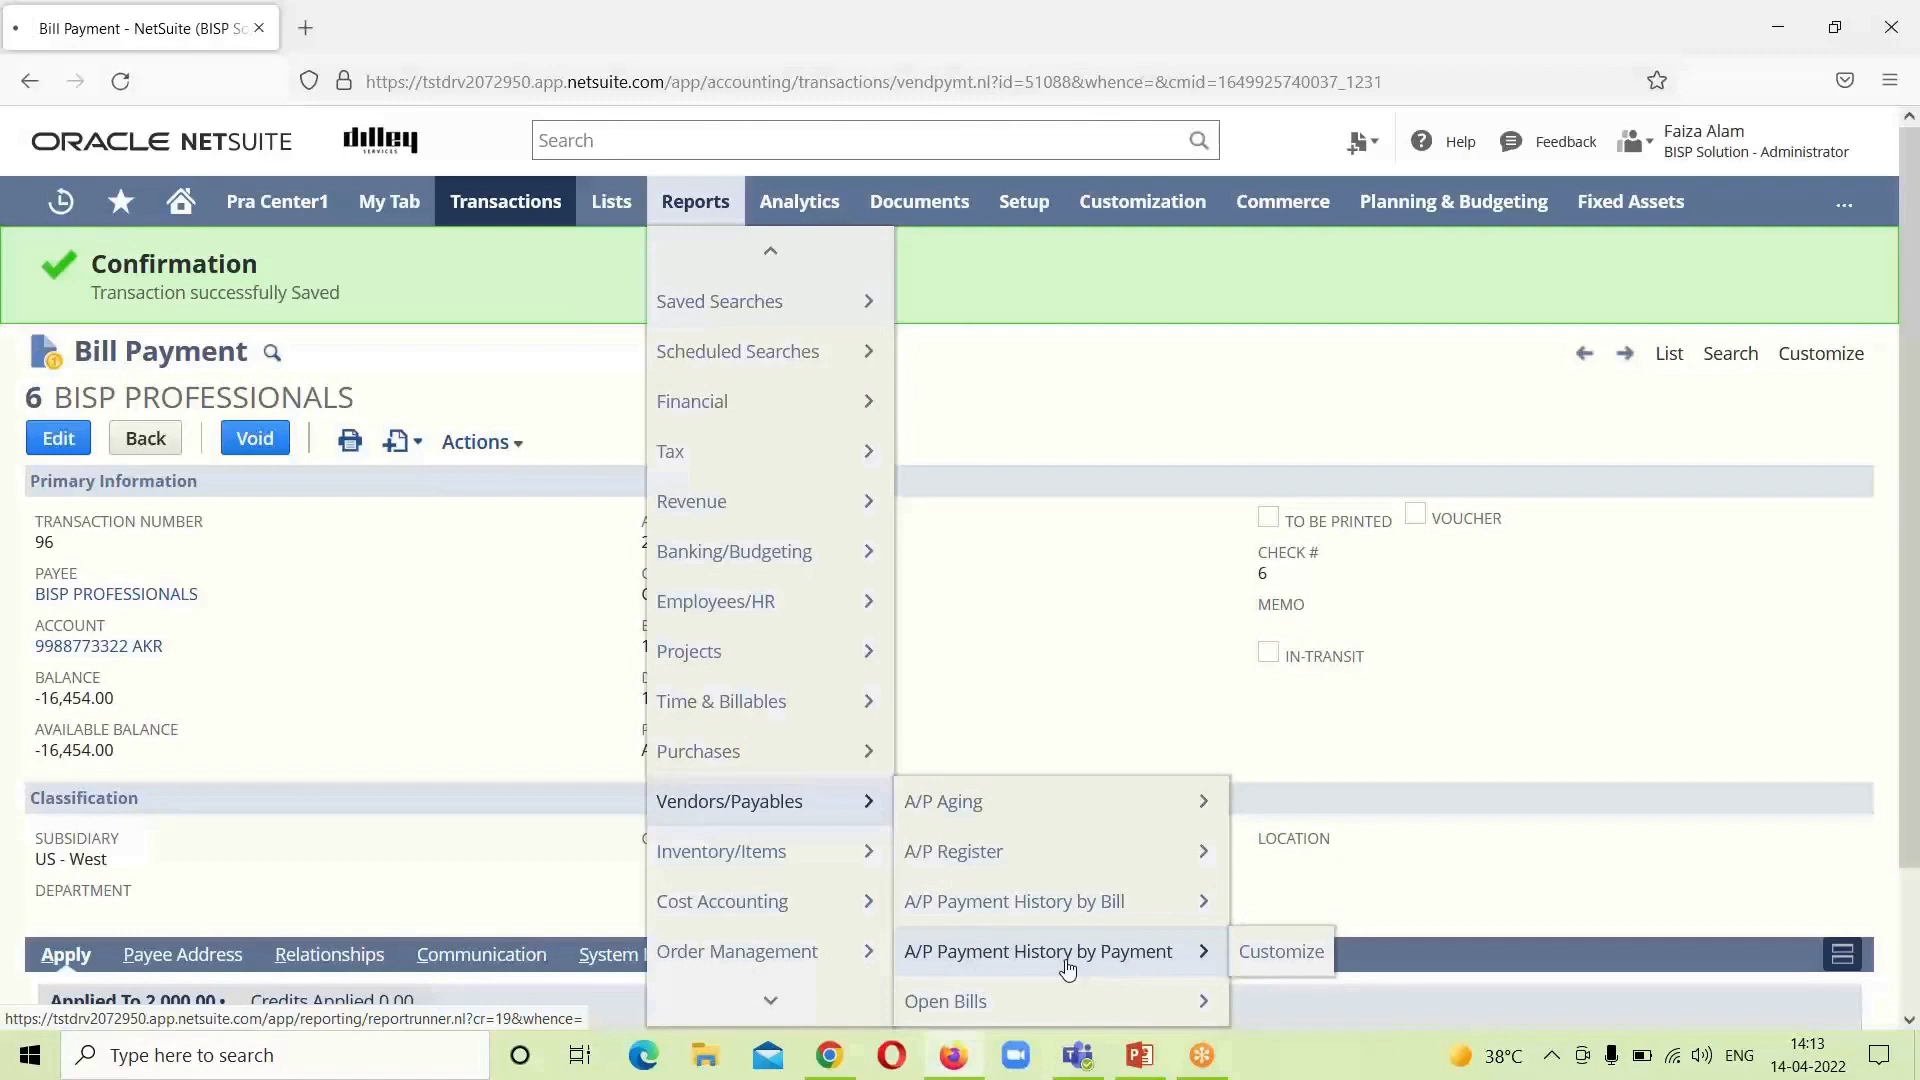 Bill Payment - NetSuite (BISP So
https://tstdrv2072950.app.netsuite.com/app/accounting/transactions/vendpymt.nl?id=51088&whence=&cmid=1649925740037_1231
ORACLE NETSUITE
dilley
SERVICES
Search
Help
Feedback
Faiza Alam
BISP Solution - Administrator
Pra Center1
My Tab
Transactions
Lists
Reports
Analytics
Documents
Setup
Customization
Commerce
Planning & Budgeting
Fixed Assets
...
Confirmation
Transaction successfully Saved
Bill Payment
List
Search
Customize
6 BISP PROFESSIONALS
Edit
Back
Void
Actions
Primary Information
TRANSACTION NUMBER
96
PAYEE
BISP PROFESSIONALS
ACCOUNT
9988773322 AKR
BALANCE
-16,454.00
AVAILABLE BALANCE
-16,454.00
TO BE PRINTED
VOUCHER
CHECK #
6
MEMO
IN-TRANSIT
Classification
SUBSIDIARY
US - West
DEPARTMENT
LOCATION
Saved Searches
Scheduled Searches
Financial
Tax
Revenue
Banking/Budgeting
Employees/HR
Projects
Time & Billables
Purchases
Vendors/Payables
Inventory/Items
Cost Accounting
Order Management
A/P Aging
A/P Register
A/P Payment History by Bill
A/P Payment History by Payment
Open Bills
Customize
Apply
Payee Address
Relationships
Communication
System
Applied To 2,000.00 •
Credits Applied 0.00
https://tstdrv2072950.app.netsuite.com/app/reporting/reportrunner.nl?cr=19&whence=
Type here to search
38°C
ENG
14:13
14-04-2022